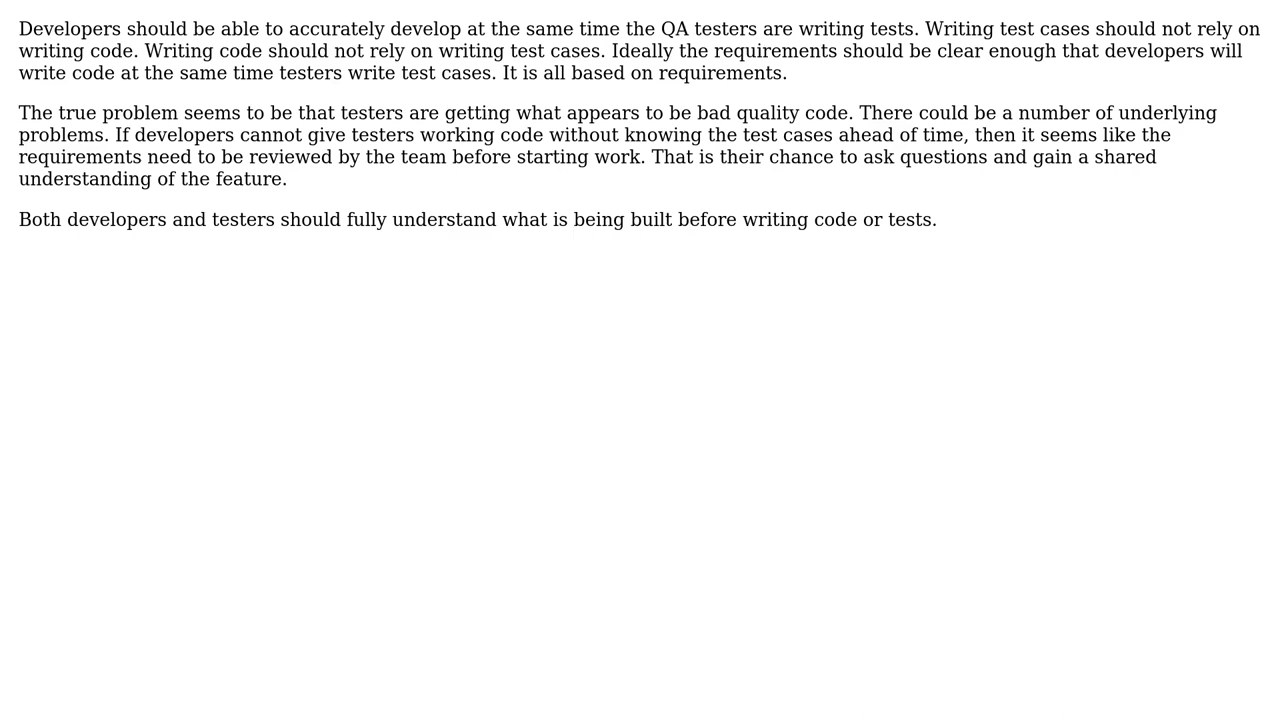 Developers should be able to accurately develop at the same time the QA testers are writing tests. Writing test cases should not rely on
writing code. Writing code should not rely on writing test cases. Ideally the requirements should be clear enough that developers will
write code at the same time testers write test cases. It is all based on requirements.
The true problem seems to be that testers are getting what appears to be bad quality code. There could be a number of underlying
problems. If developers cannot give testers working code without knowing the test cases ahead of time, then it seems like the
requirements need to be reviewed by the team before starting work. That is their chance to ask questions and gain a shared
understanding of the feature.
Both developers and testers should fully understand what is being built before writing code or tests.